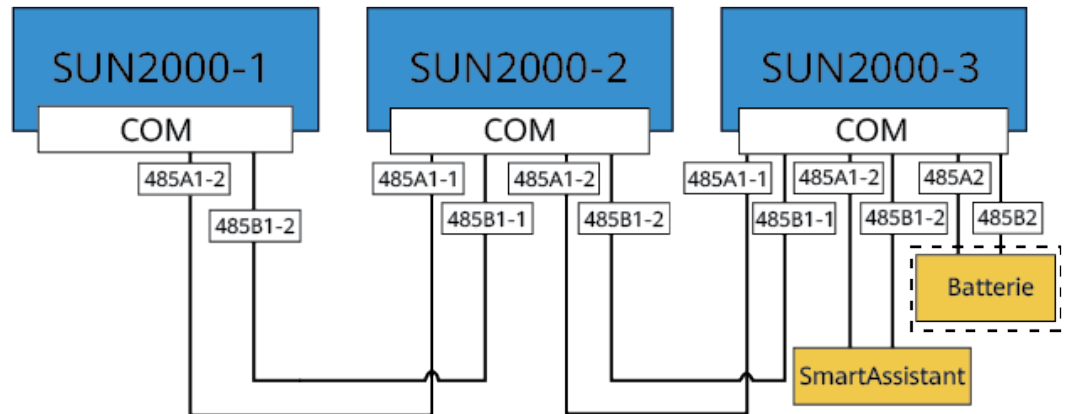 SUN2000-1
SUN2000-2
SUN2000-3
COM
COM
COM
485A1-2
485A1-1
485A1-2
485A1-1
485A1-2
485A2
485B1-2
485B1-1
485B1-2
485B1-1
485B1-2
485B2
Batterie
SmartAssistant